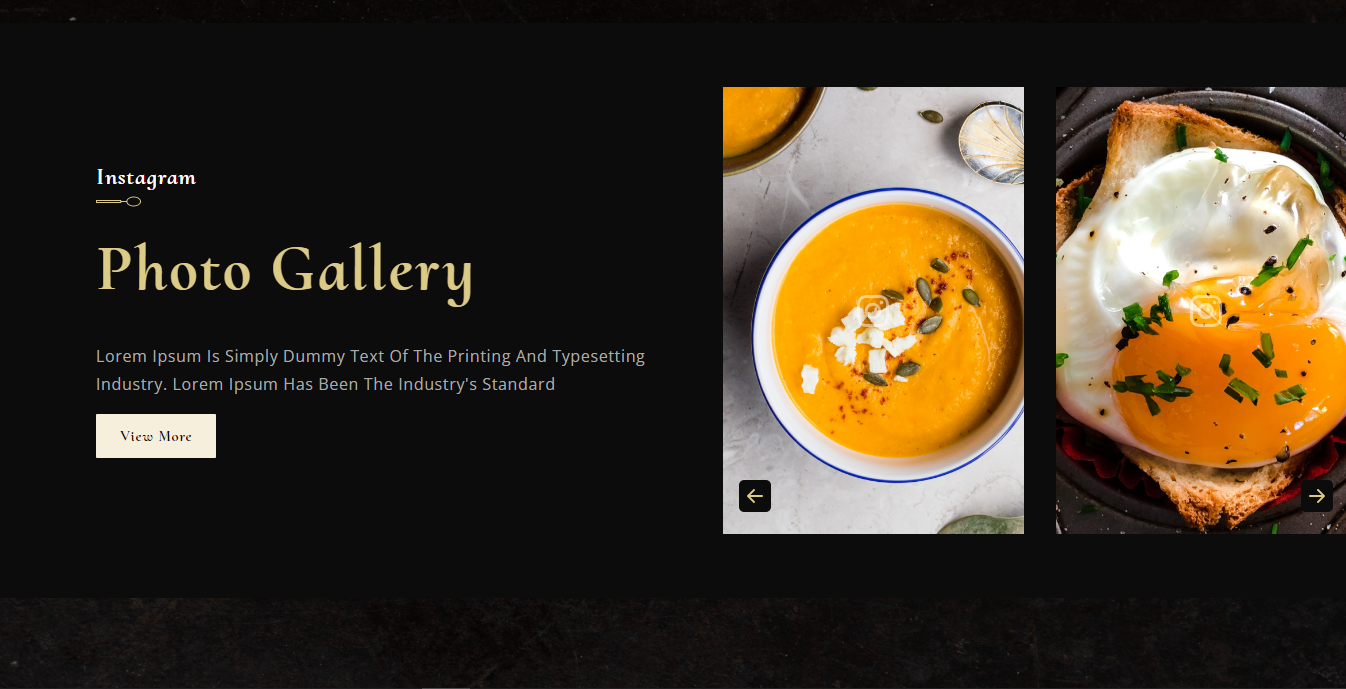 Instagram
Photo Gallery
Lorem Ipsum Is Simply Dummy Text Of The Printing And Typesetting
Industry. Lorem Ipsum Has Been The Industry's Standard
View More